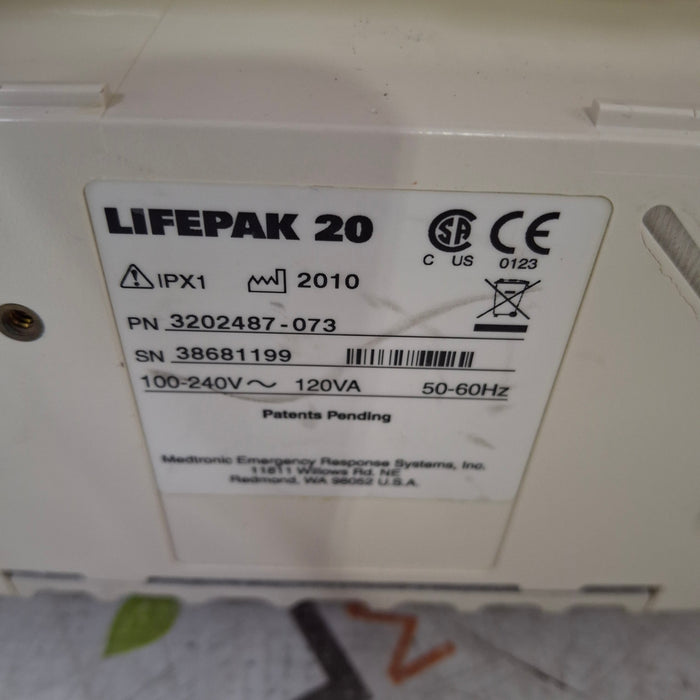 LIFEPAK 20
C US
CE
0123
IPX1 2010
PN 3202487-073
SN 38681199
100-240V~ 120VA 50-60Hz
Patents Pending
Medtronic Emergency Response Systems, Inc.
11811 Willows Rd. NE
Redmond, WA 98052 U.S.A.